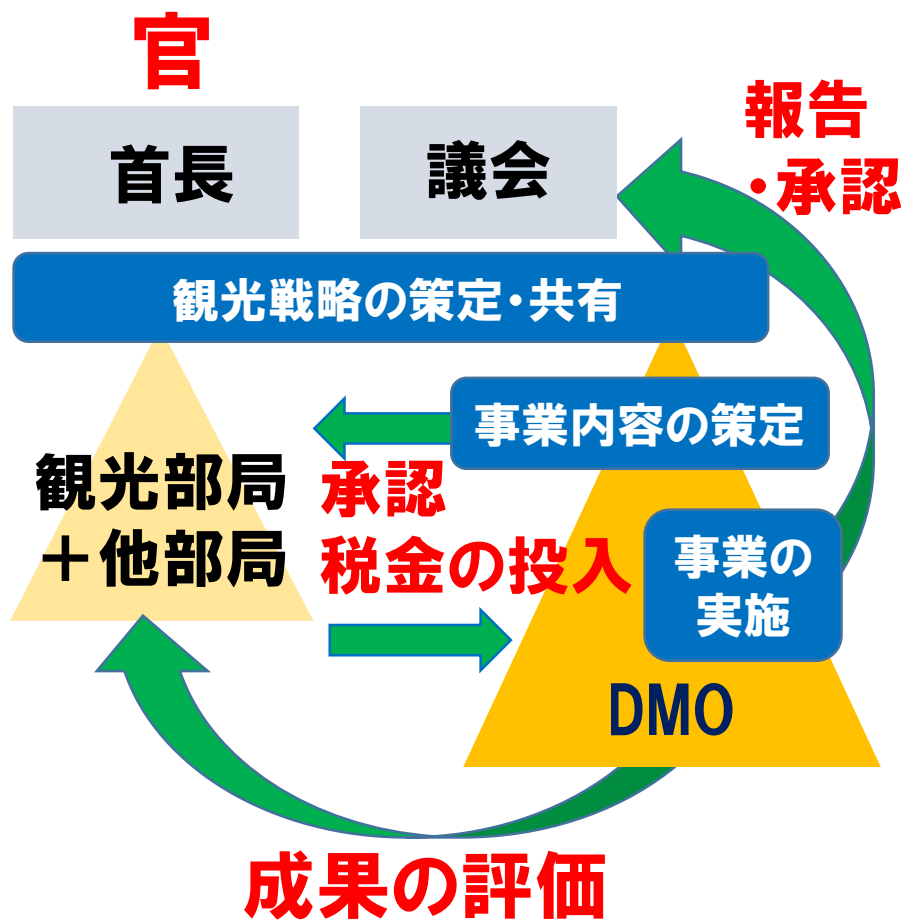 官
首長
議会
報告
・承認
観光戦略の策定・共有
事業内容の策定
観光部局
＋他部局
承認
税金の投入
事業の
実施
DMO
成果の評価